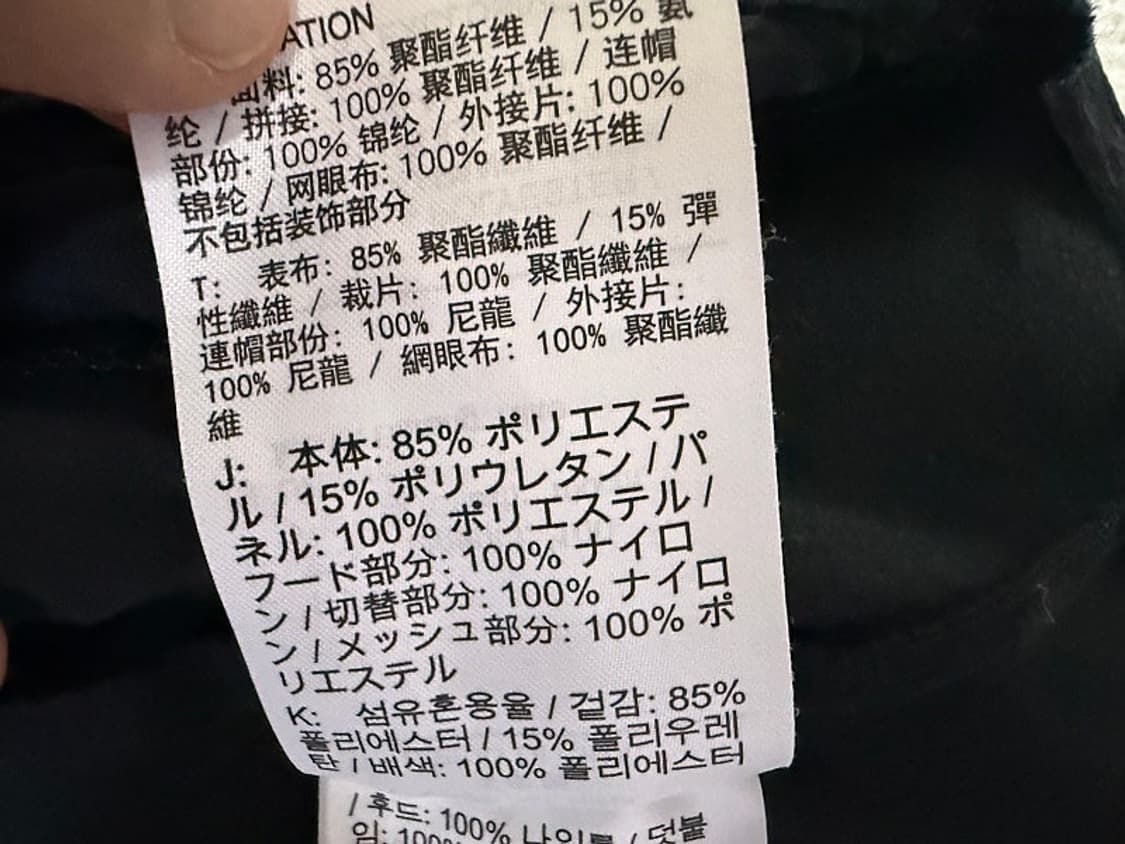 ATION
面料: 85% 聚酯纤维 / 15% 氨
纶 / 拼接: 100% 聚酯纤维 / 连帽
部份: 100% 锦纶 / 外接片: 100%
锦纶 / 网眼布: 100% 聚酯纤维 /
不包括装饰部分
T: 表布: 85% 聚酯纖維 / 15% 彈
性纖維 / 裁片: 100% 聚酯纖維 /
連帽部份: 100% 尼龍 / 外接片:
100% 尼龍 / 網眼布: 100% 聚酯纖
維
J: 本体: 85% ポリエステ
ル / 15% ポリウレタン / パ
ネル: 100% ポリエステル /
フード部分: 100% ナイロ
ン / 切替部分: 100% ナイロ
ン / メッシュ部分: 100% ポ
リエステル
K: 섬유혼용율 / 겉감: 85%
폴리에스터 / 15% 폴리우레
탄 / 배색: 100% 폴리에스터
/ 후드: 100% 나일론 / 덧붙
임: 100%